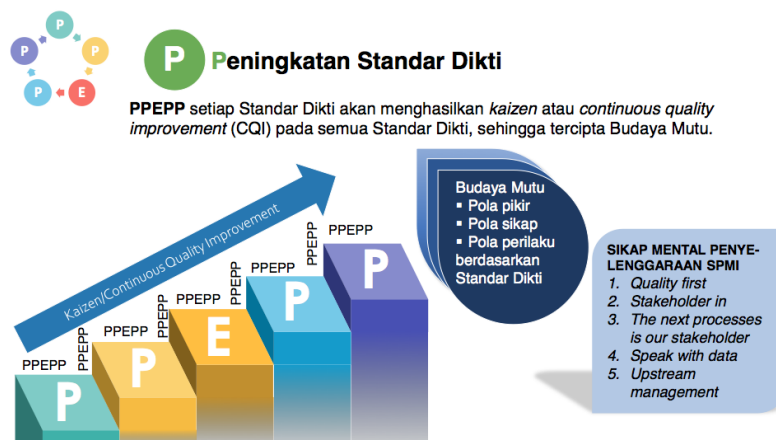 P
P
P
P
E
P Peningkatan Standar Dikti
PPEPP setiap Standar Dikti akan menghasilkan kaizen atau continuous quality
improvement (CQI) pada semua Standar Dikti, sehingga tercipta Budaya Mutu.
Kaizen/Continuous Quality Improvement
PPEPP
PPEPP
PPEPP
PPEPP
PPEPP
PPEPP
PPEPP
PPEPP
PPEPP
P
P
E
P
P
Budaya Mutu
▪ Pola pikir
▪ Pola sikap
▪ Pola perilaku
berdasarkan
Standar Dikti
SIKAP MENTAL PENYE-
LENGGARAAN SPMI
1. Quality first
2. Stakeholder in
3. The next processes
is our stakeholder
4. Speak with data
5. Upstream
management